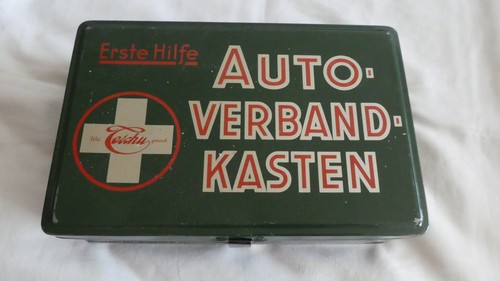 Erste Hilfe
AUTO-
VERBAND-
KASTEN